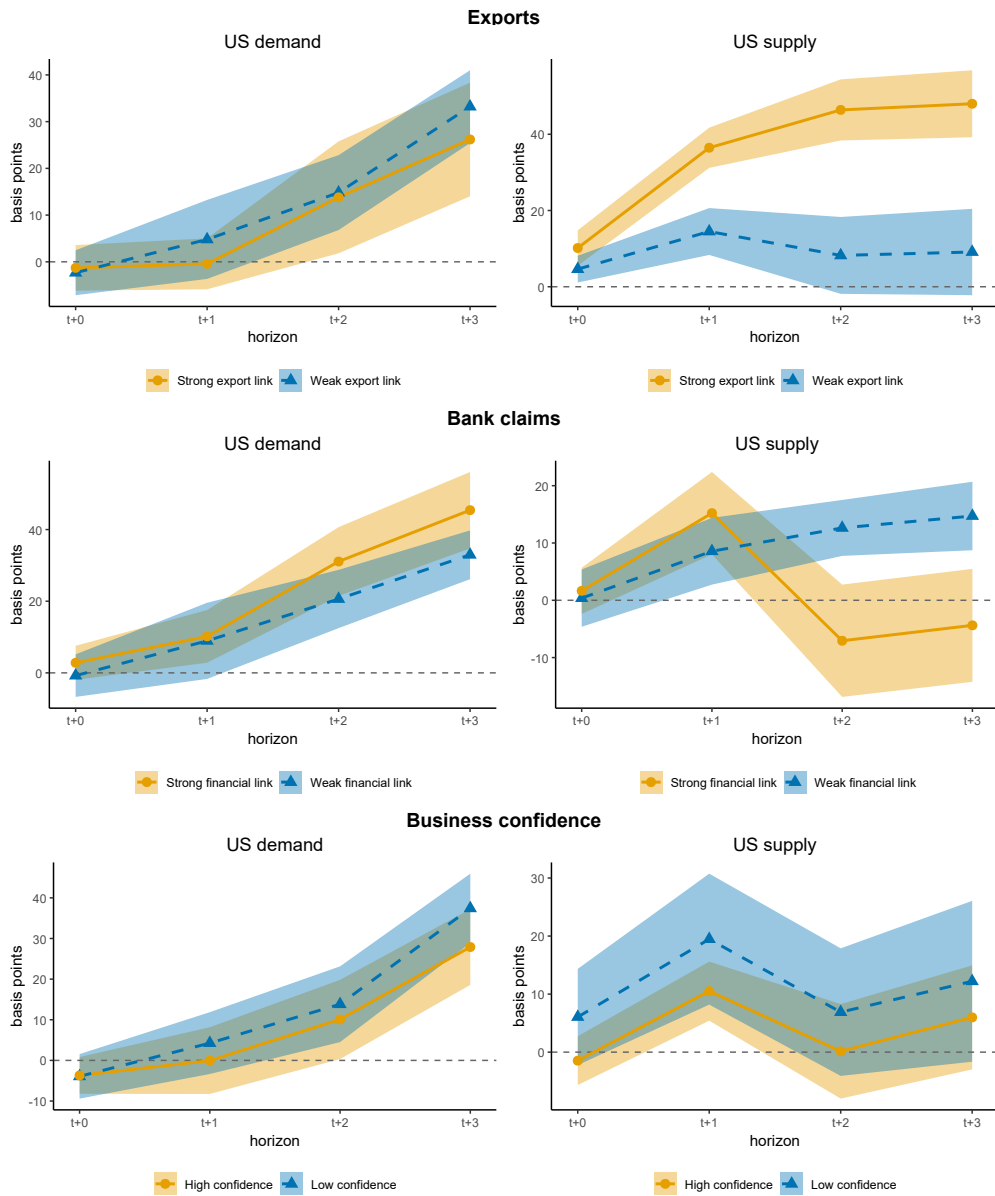 Exports
US demand
US supply
basis points
40
30
20
10
0
t+0 t+1 t+2 t+3
horizon
basis points
40
20
0
t+0 t+1 t+2 t+3
horizon
Strong export link Weak export link
Strong export link Weak export link
Bank claims
US demand
US supply
basis points
40
20
0
t+0 t+1 t+2 t+3
horizon
basis points
20
10
0
-10
t+0 t+1 t+2 t+3
horizon
Strong financial link Weak financial link
Strong financial link Weak financial link
Business confidence
US demand
US supply
basis points
40
30
20
10
0
-10
t+0 t+1 t+2 t+3
horizon
basis points
30
20
10
0
t+0 t+1 t+2 t+3
horizon
High confidence Low confidence
High confidence Low confidence